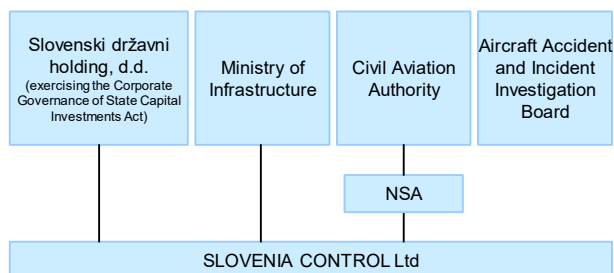 Slovenski državni
holding, d.d.
(exercising the Corporate
Governance of State Capital
Investments Act)
Ministry of
Infrastructure
Civil Aviation
Authority
Aircraft Accident
and Incident
Investigation
Board
NSA
SLOVENIA CONTROL Ltd